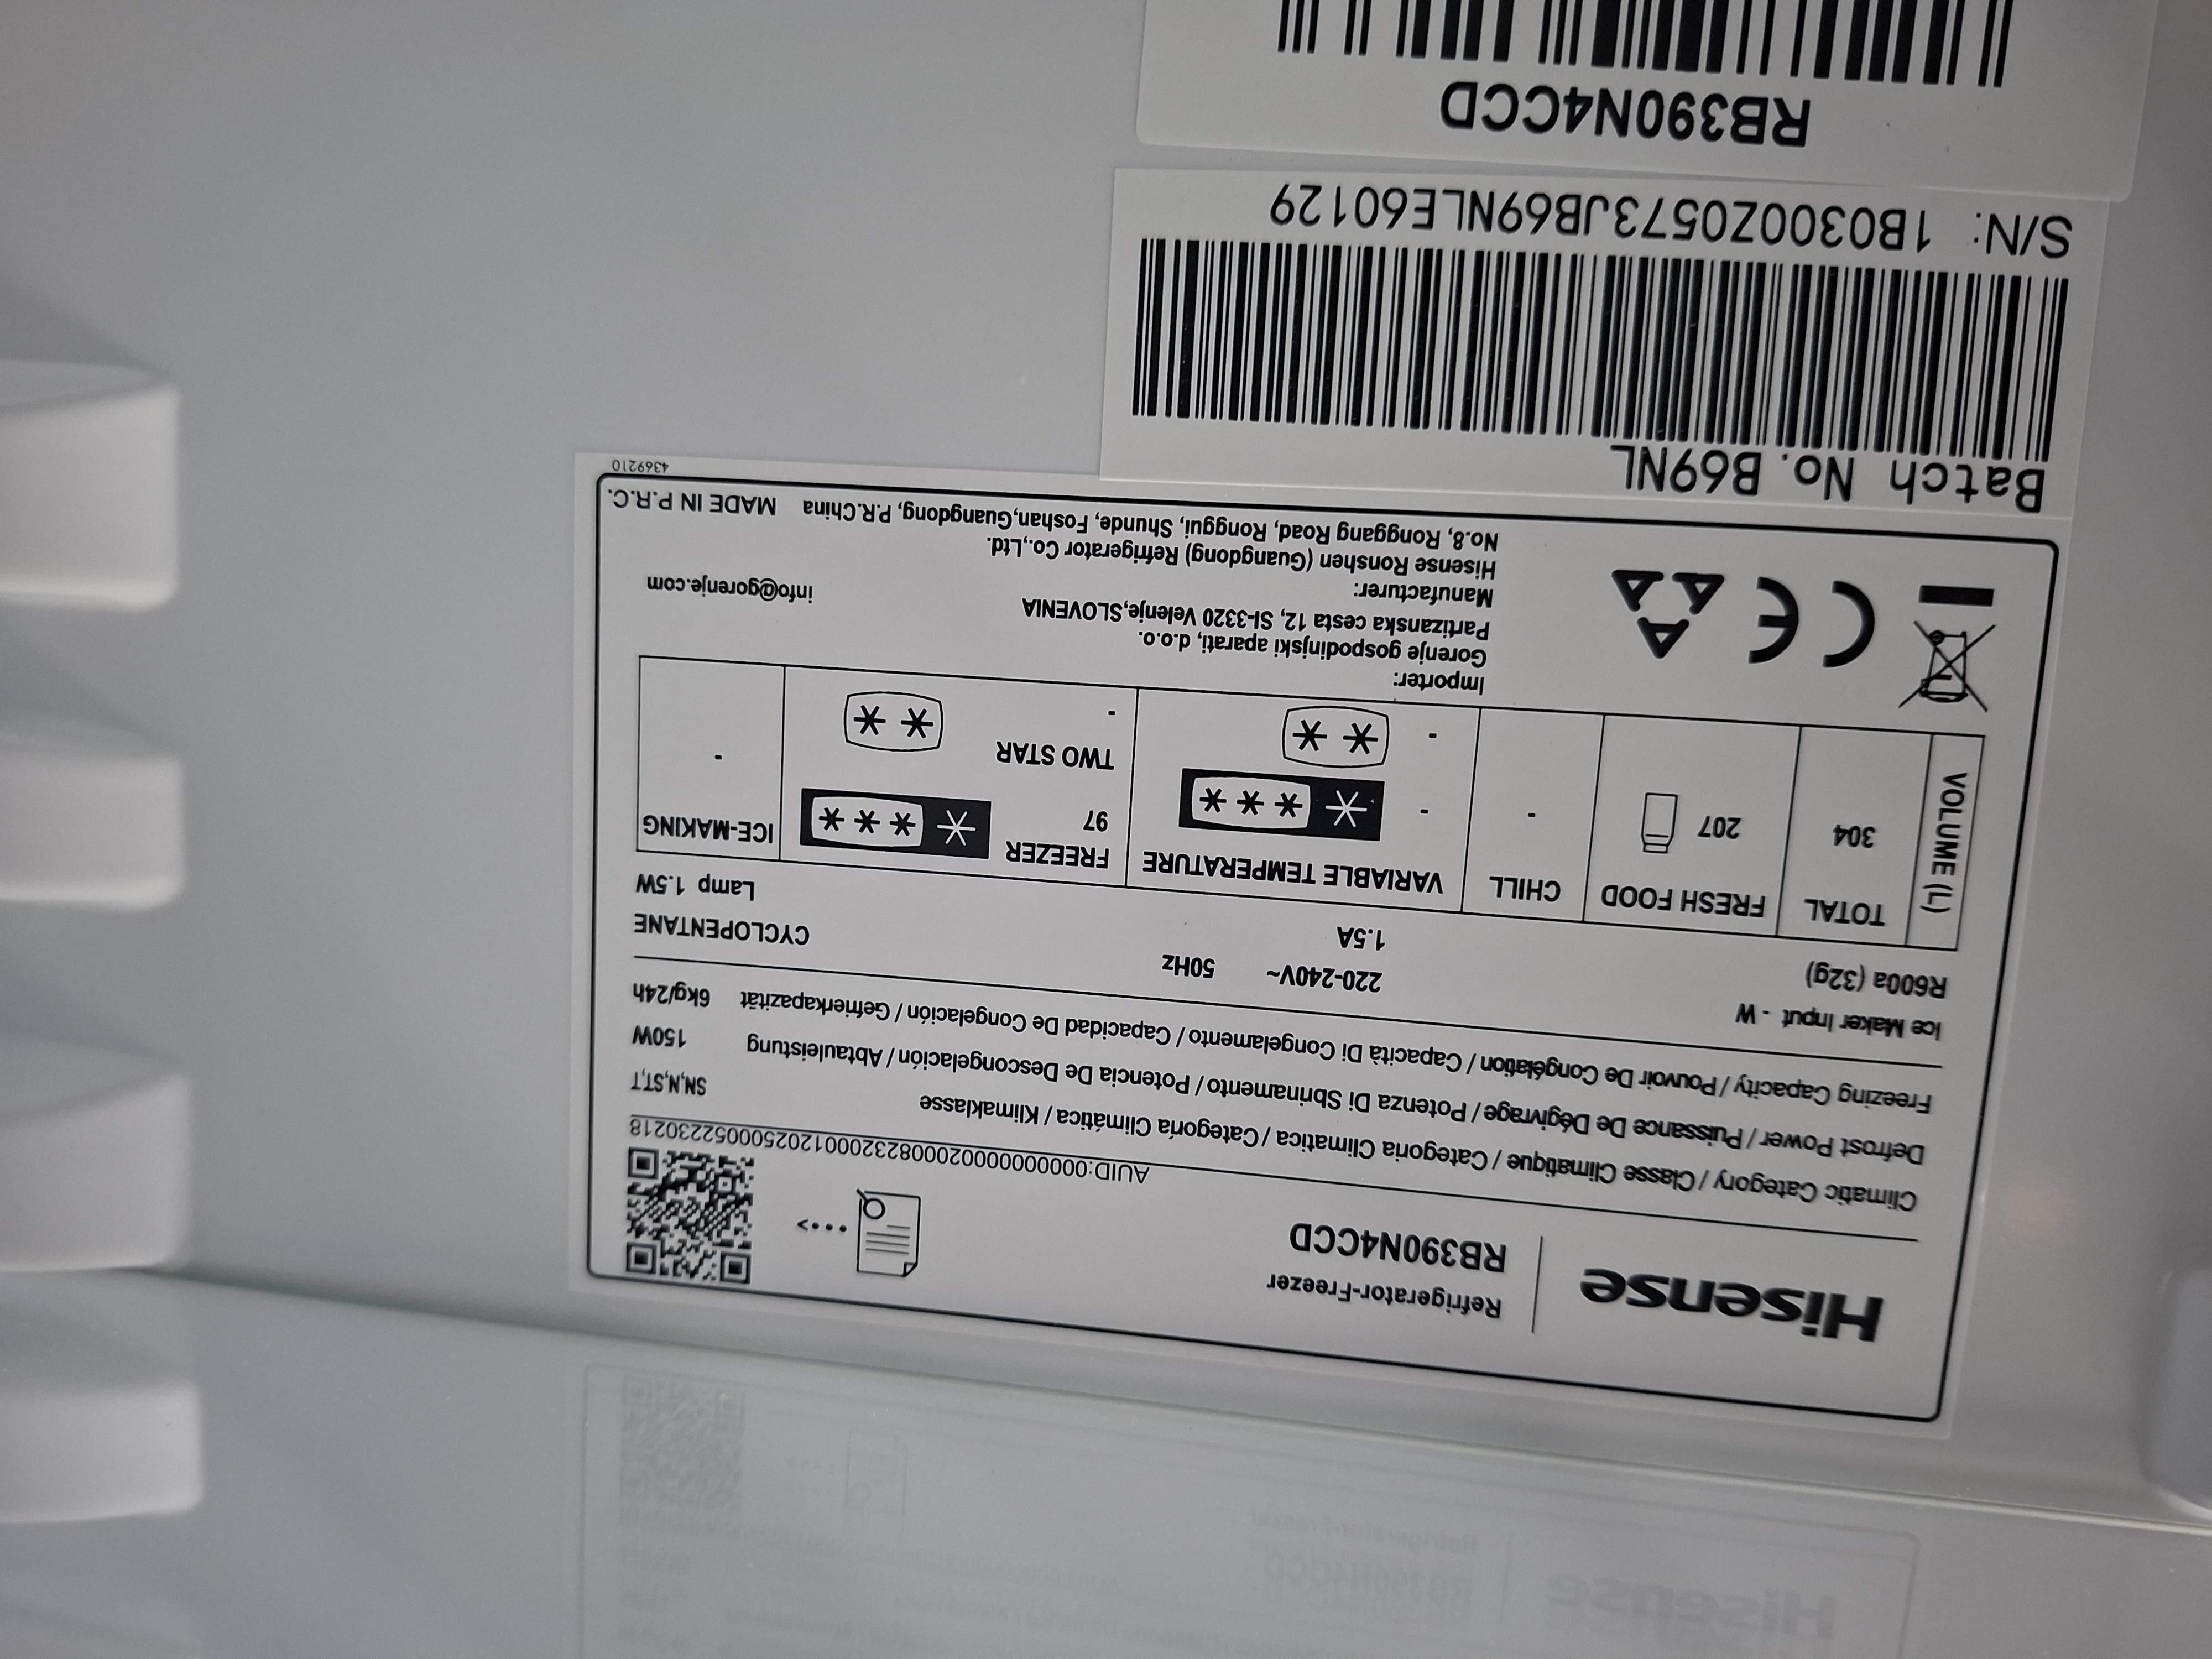 Hisense
Refrigerator-Freezer
RB390N4CCD
AUID:0000000000020000823200012025000052230218
Climatic Category / Classe Climatique / Categoria Climatica / Categoría Climática / Klimaklasse SN,N,ST,T
Defrost Power / Puissance De Dégivrage / Potenza Di Sbrinamento / Potencia De Descongelación / Abtauleistung 150W
Freezing Capacity / Pouvoir De Congélation / Capacità Di Congelamento / Capacidad De Congelación / Gefrierkapazität 6kg/24h
Ice Maker Input - W
R600a (32g)
220-240V~ 50Hz
1.5A
CYCLOPENTANE
Lamp 1.5W
VOLUME (L)
TOTAL
304
FRESH FOOD
207
CHILL
-
VARIABLE TEMPERATURE
-
-
FREEZER
97
TWO STAR
-
ICE-MAKING
-
Importer:
Gorenje gospodinjski aparati, d.o.o.
Partizanska cesta 12, SI-3320 Velenje,SLOVENIA
info@gorenje.com
Manufacturer:
Hisense Ronshen (Guangdong) Refrigerator Co.,Ltd.
No.8, Ronggang Road, Ronggui, Shunde, Foshan,Guangdong, P.R.China MADE IN P.R.C.
4369210
CE
Batch No. B69NL
S/N: 1B0300Z0573JB69NLE60129
RB390N4CCD